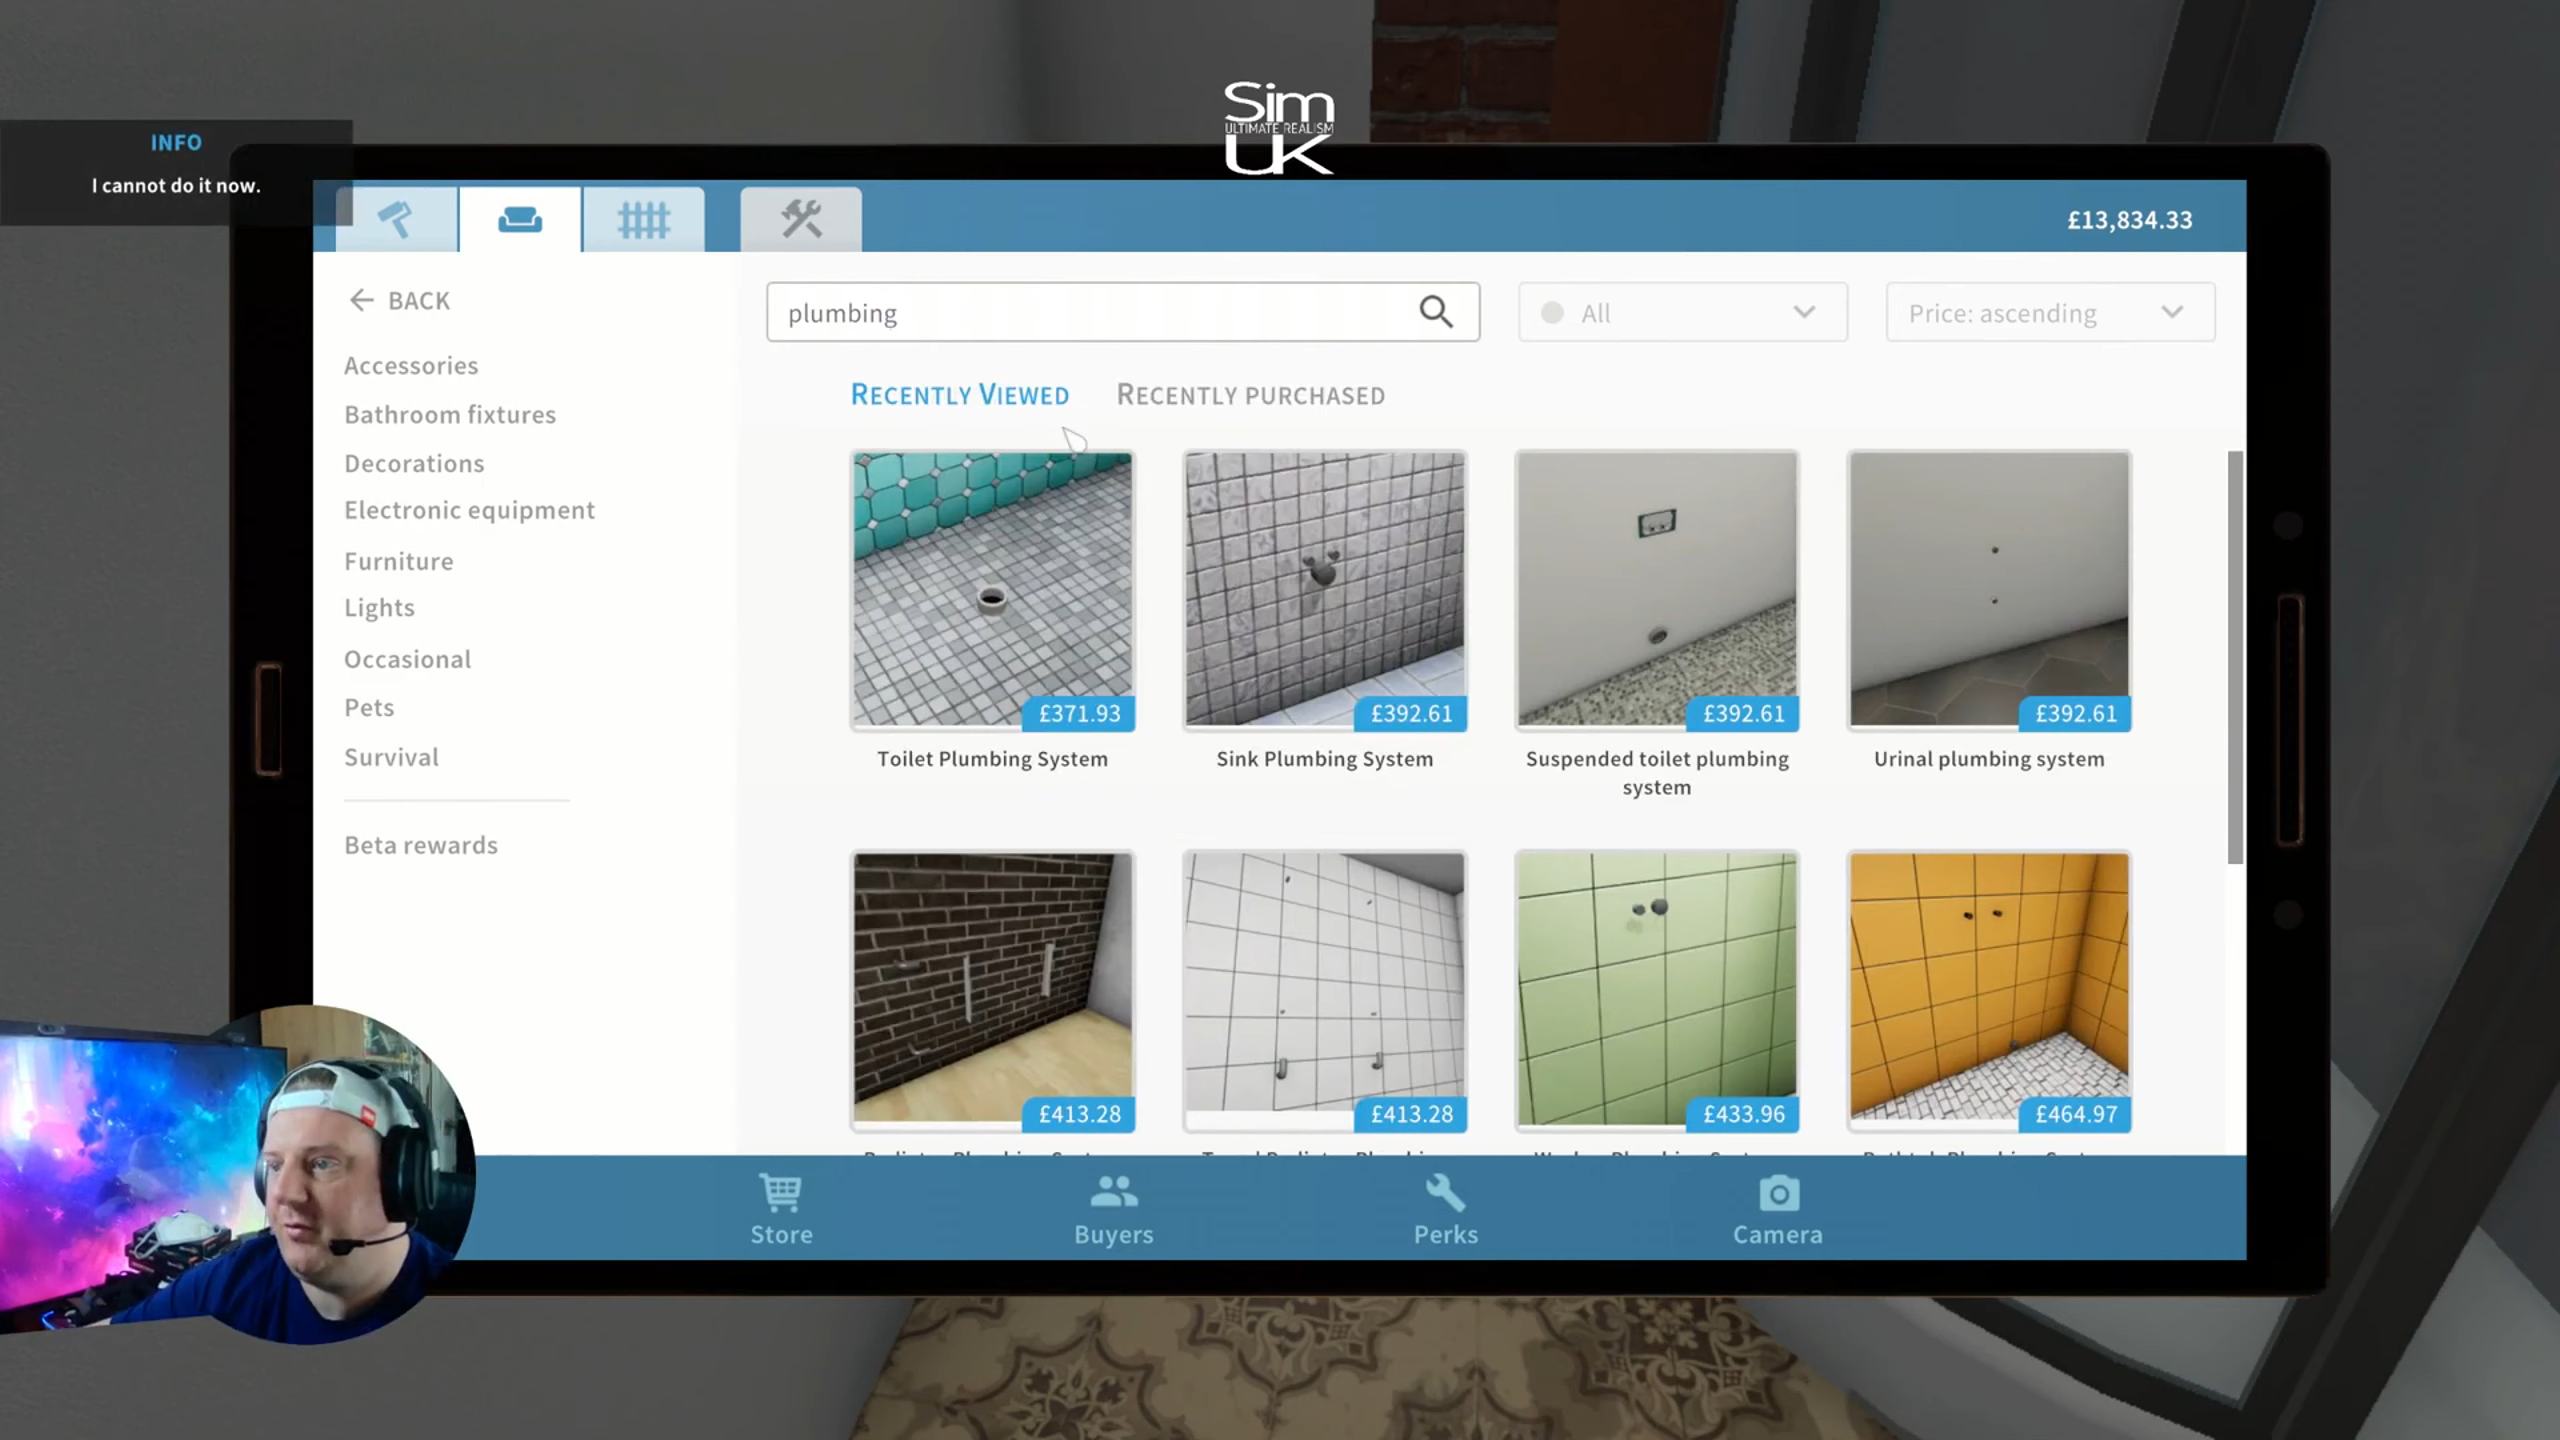 Sim
ULTIMATE REALISM
UK
INFO
I cannot do it now.
£13,834.33
BACK
plumbing
All
Price: ascending
Accessories
Bathroom fixtures
Decorations
Electronic equipment
Furniture
Lights
Occasional
Pets
Survival
Beta rewards
RECENTLY VIEWED
RECENTLY PURCHASED
£371.93
£392.61
£392.61
£392.61
Toilet Plumbing System
Sink Plumbing System
Suspended toilet plumbing
system
Urinal plumbing system
£413.28
£413.28
£433.96
£464.97
Store
Buyers
Perks
Camera